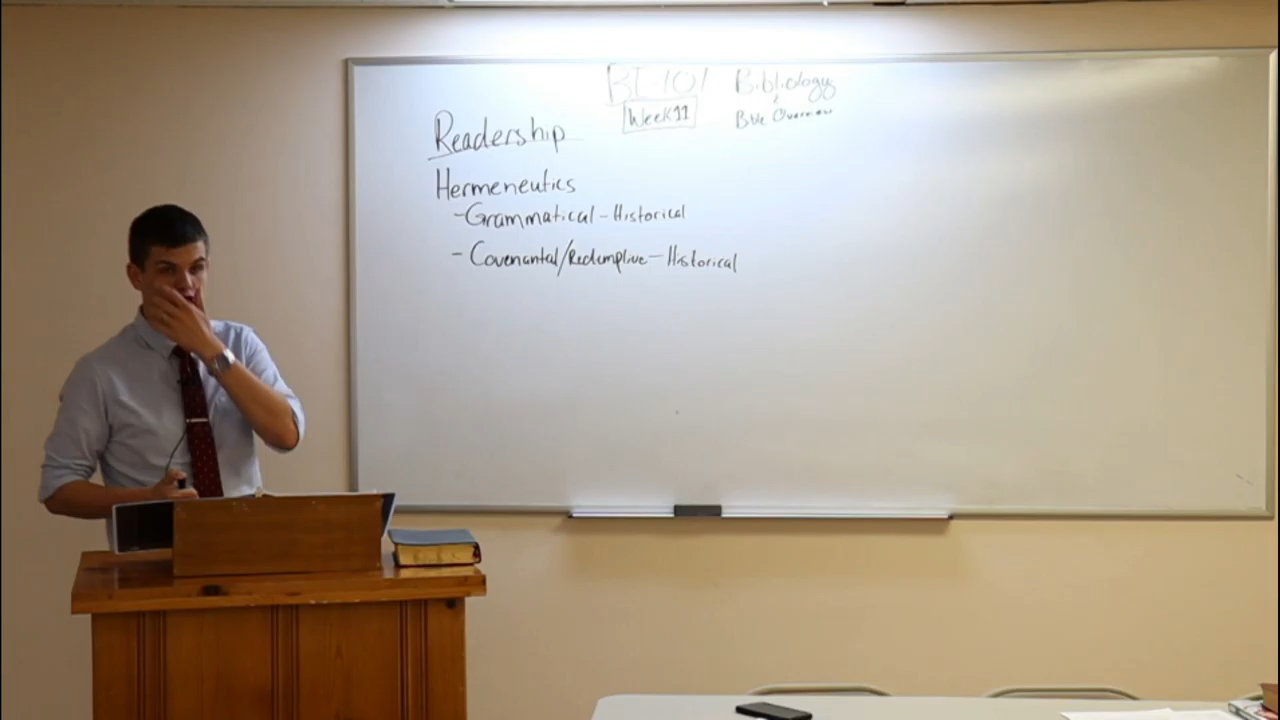 BI 101 Bibliology
&
Week 11 Bible Overview
Readership
Hermeneutics
- Grammatical - Historical
- Covenantal/Redemptive - Historical